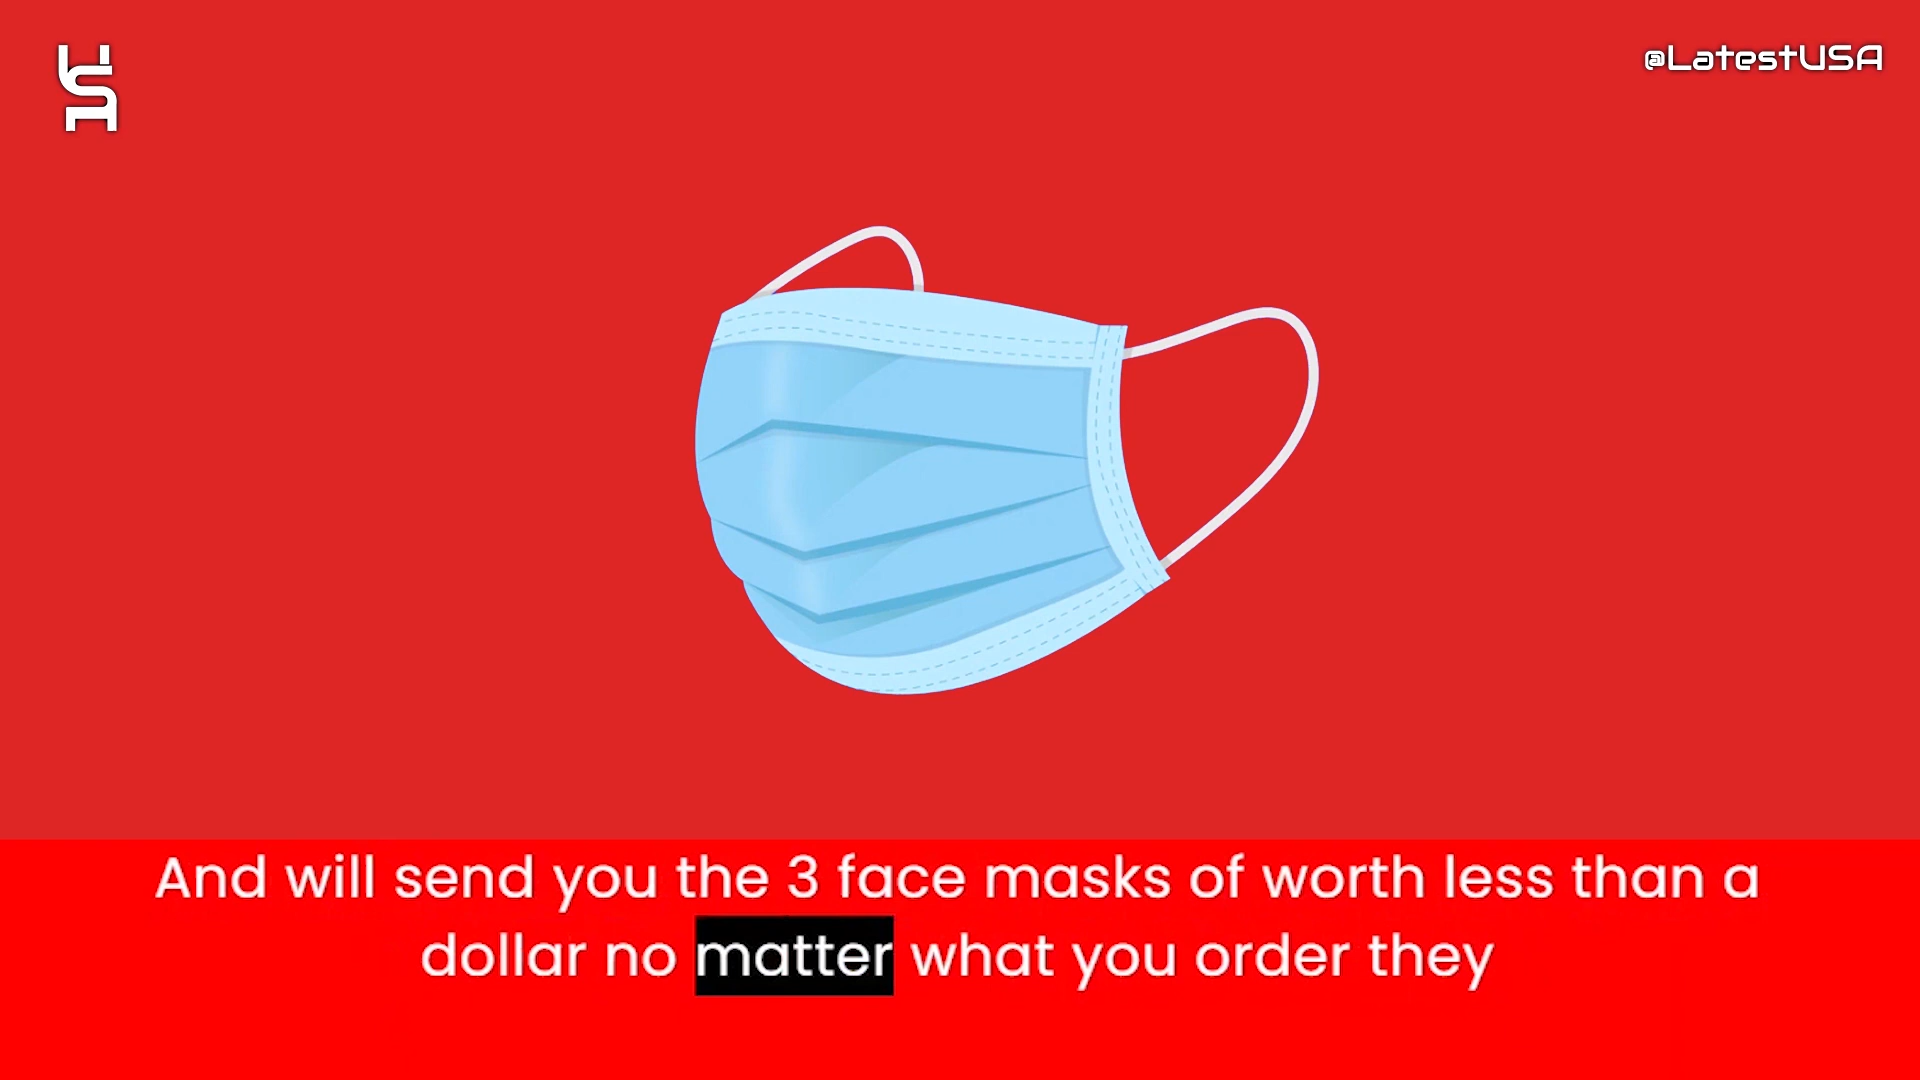 USA
@LatestUSA
And will send you the 3 face masks of worth less than a
dollar no matter what you order they